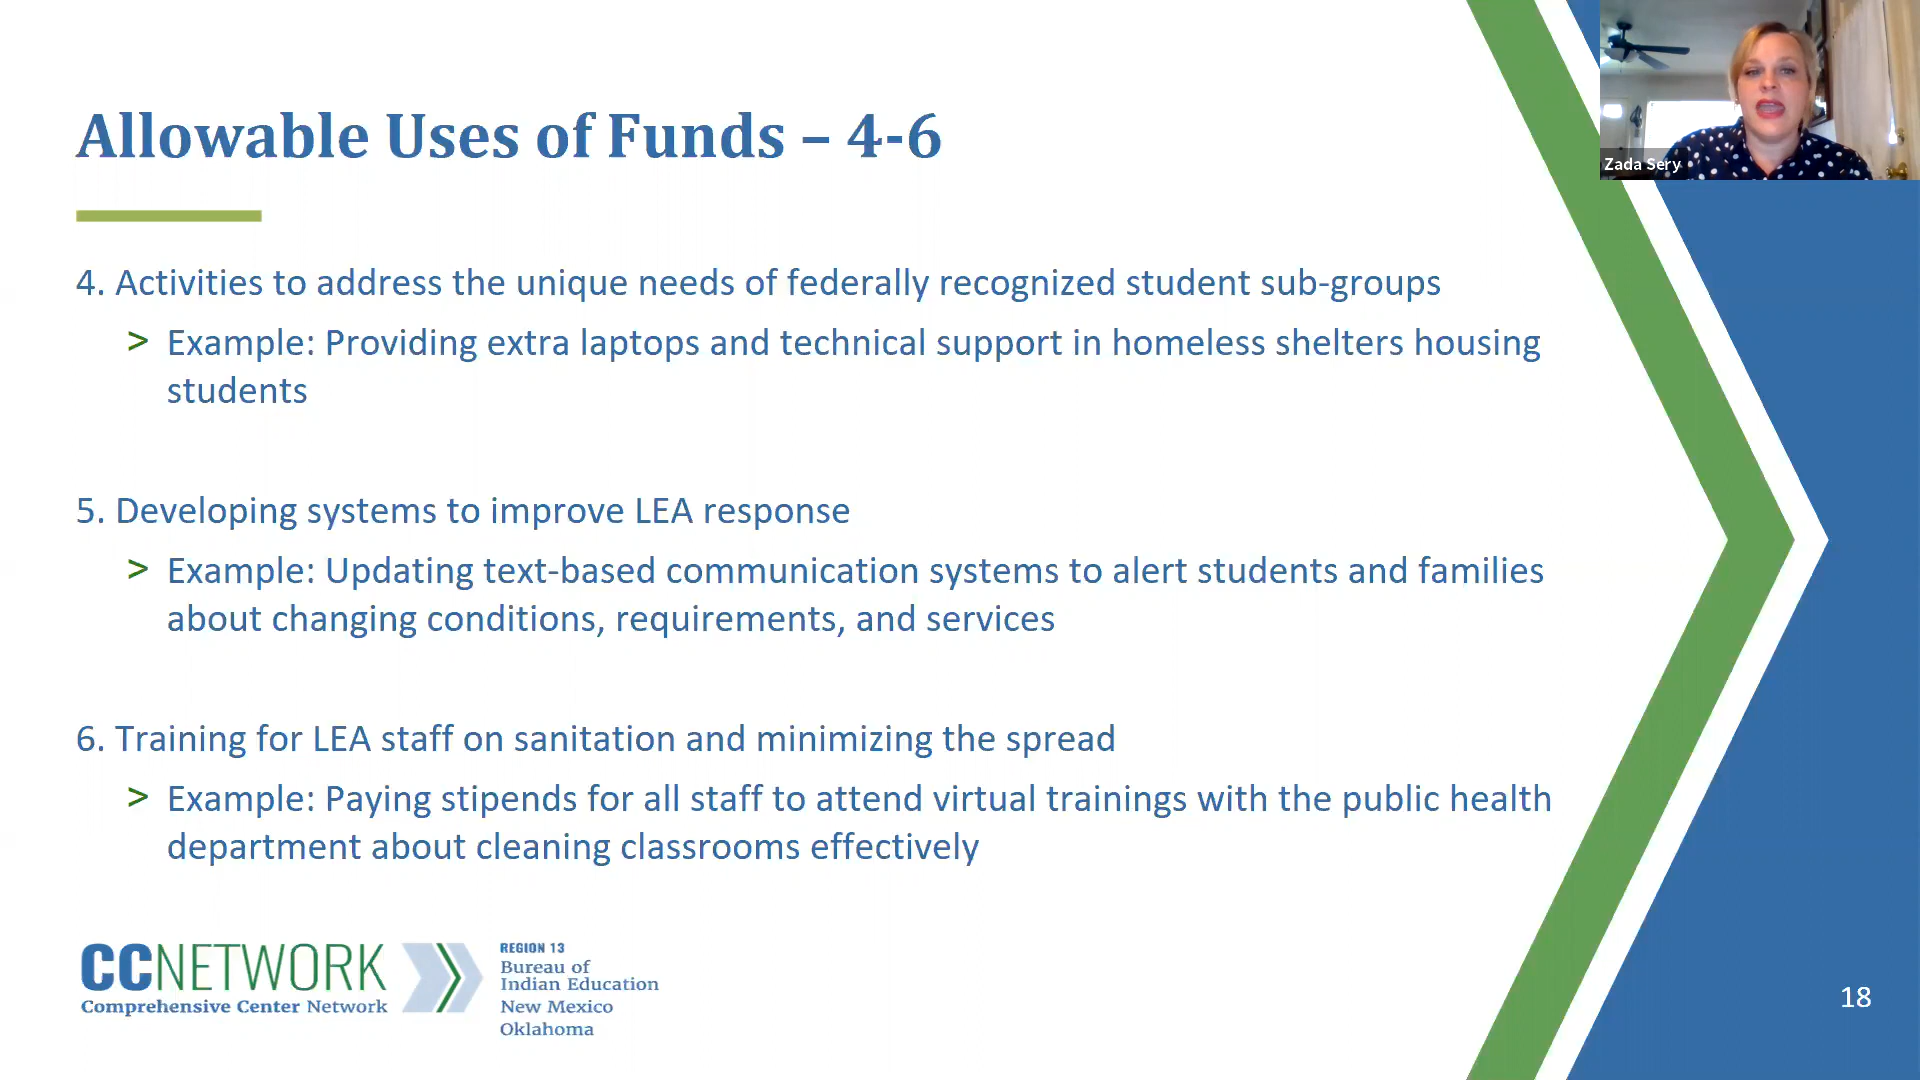 Allowable Uses of Funds – 4-6
4. Activities to address the unique needs of federally recognized student sub-groups
> Example: Providing extra laptops and technical support in homeless shelters housing
students
5. Developing systems to improve LEA response
> Example: Updating text-based communication systems to alert students and families
about changing conditions, requirements, and services
6. Training for LEA staff on sanitation and minimizing the spread
> Example: Paying stipends for all staff to attend virtual trainings with the public health
department about cleaning classrooms effectively
CCNETWORK
Comprehensive Center Network
REGION 13
Bureau of
Indian Education
New Mexico
Oklahoma
18
Zada Sery